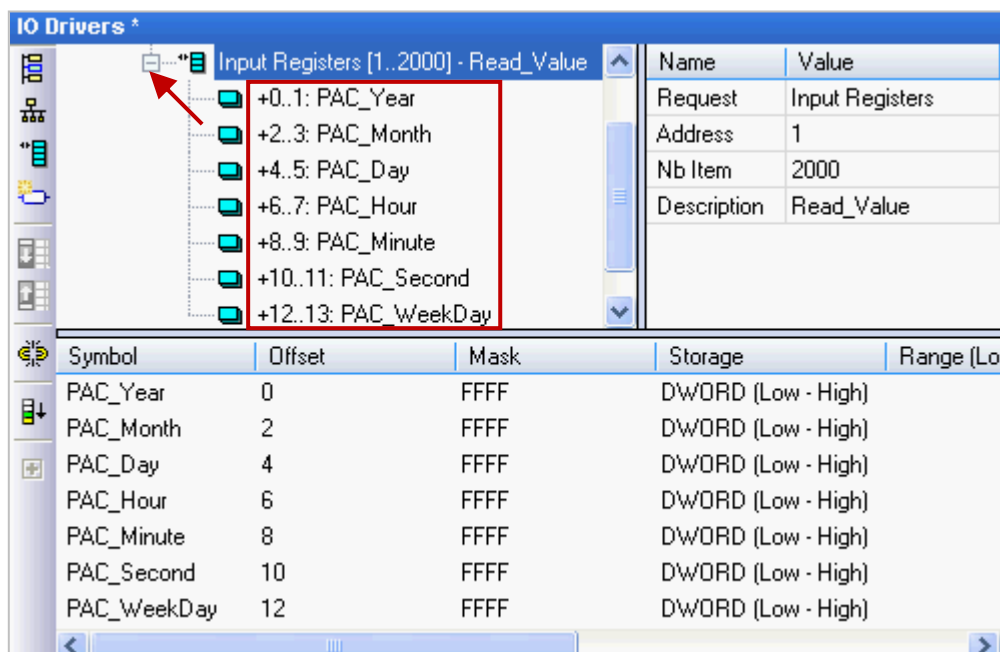 IO Drivers *
Input Registers [1..2000] - Read_Value
+0..1: PAC_Year
+2..3: PAC_Month
+4..5: PAC_Day
+6..7: PAC_Hour
+8..9: PAC_Minute
+10..11: PAC_Second
+12..13: PAC_WeekDay
Name Value
Request Input Registers
Address 1
Nb Item 2000
Description Read_Value
Symbol Offset Mask Storage Range (Lo
PAC_Year 0 FFFF DWORD (Low - High)
PAC_Month 2 FFFF DWORD (Low - High)
PAC_Day 4 FFFF DWORD (Low - High)
PAC_Hour 6 FFFF DWORD (Low - High)
PAC_Minute 8 FFFF DWORD (Low - High)
PAC_Second 10 FFFF DWORD (Low - High)
PAC_WeekDay 12 FFFF DWORD (Low - High)